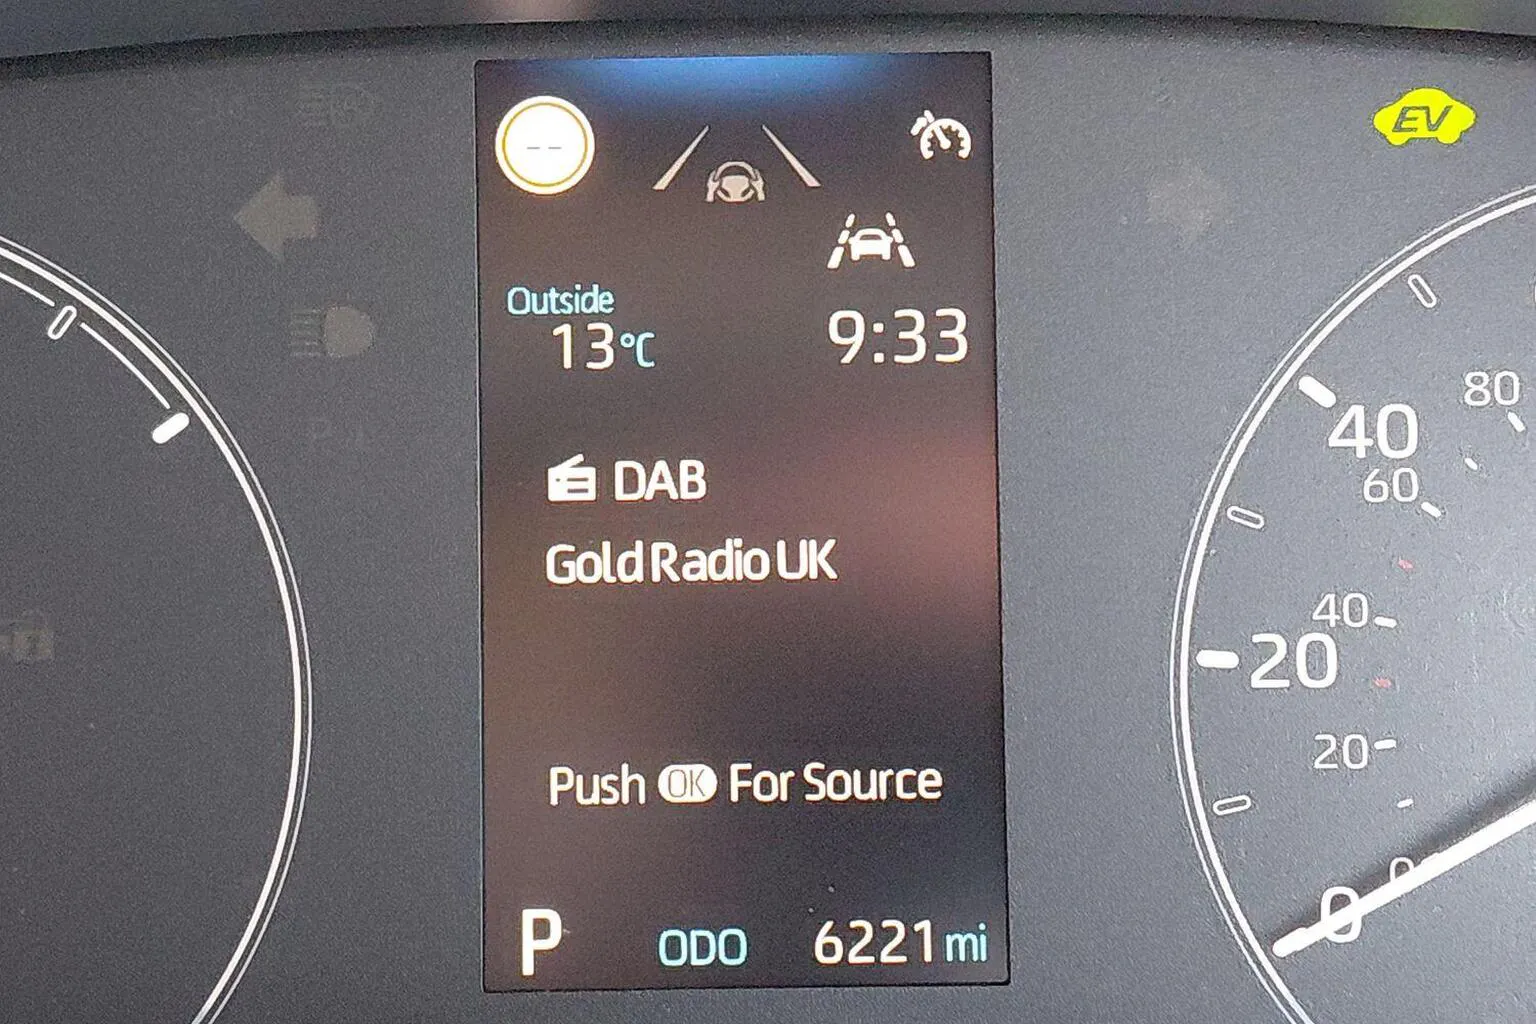 --
EV
Outside
13°C
9:33
DAB
Gold Radio UK
Push OK For Source
P ODO 6221 mi
80
40
60
40
20
20
0
0